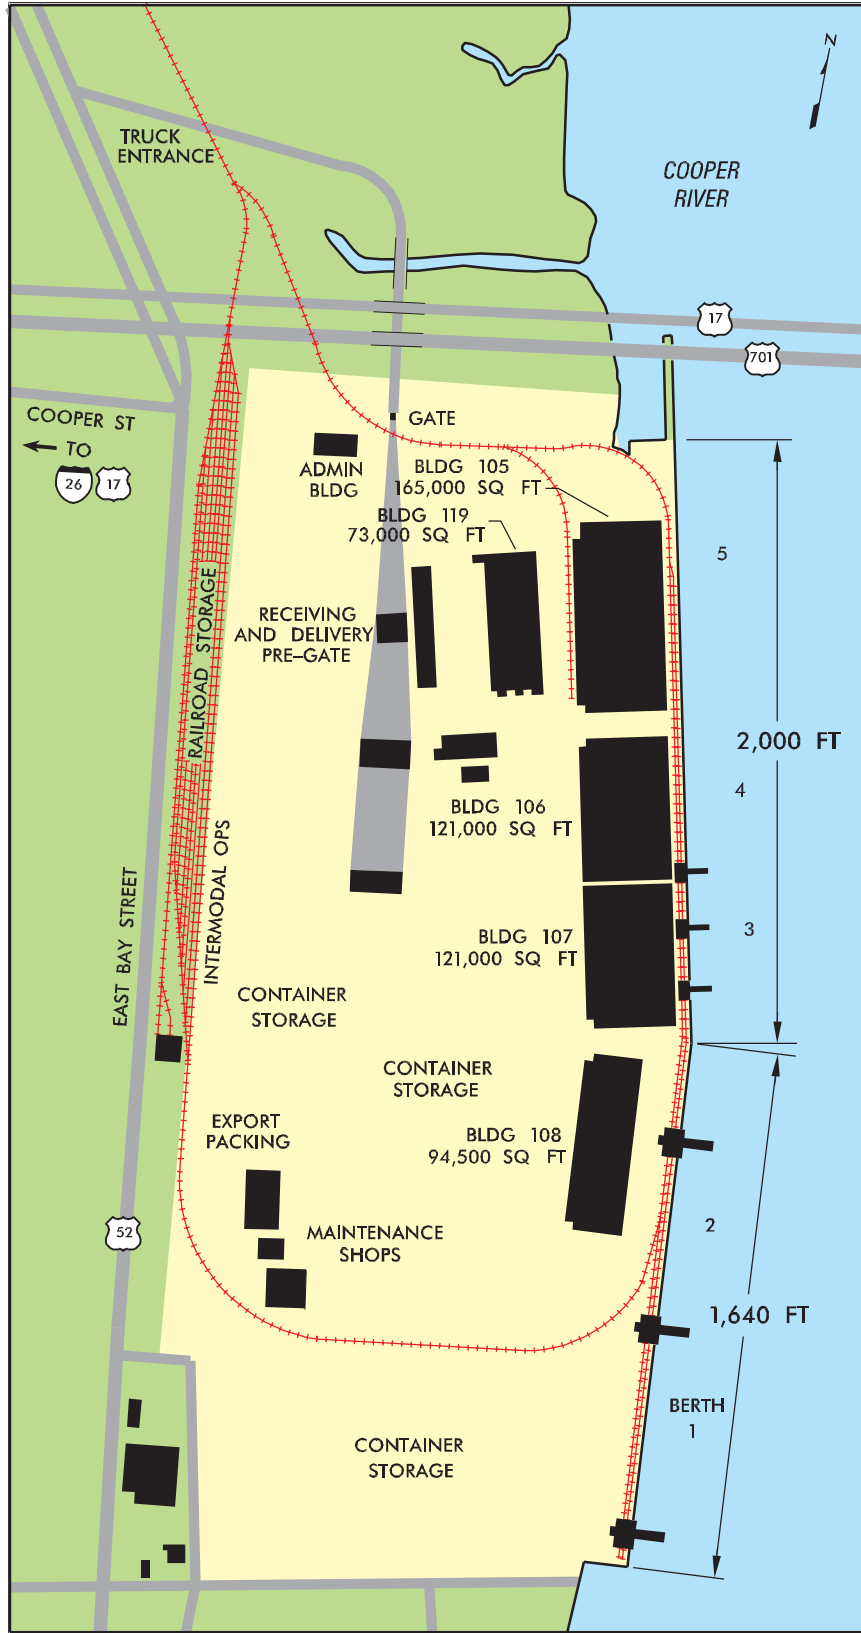 N
TRUCK
ENTRANCE
COOPER
RIVER
17
701
COOPER ST
TO
26
17
GATE
ADMIN
BLDG
BLDG 105
165,000 SQ FT
BLDG 119
73,000 SQ FT
5
RAILROAD STORAGE
RECEIVING
AND DELIVERY
PRE-GATE
2,000 FT
4
BLDG 106
121,000 SQ FT
INTERMODAL OPS
EAST BAY STREET
3
BLDG 107
121,000 SQ FT
CONTAINER
STORAGE
CONTAINER
STORAGE
EXPORT
PACKING
BLDG 108
94,500 SQ FT
52
MAINTENANCE
SHOPS
2
1,640 FT
BERTH
1
CONTAINER
STORAGE